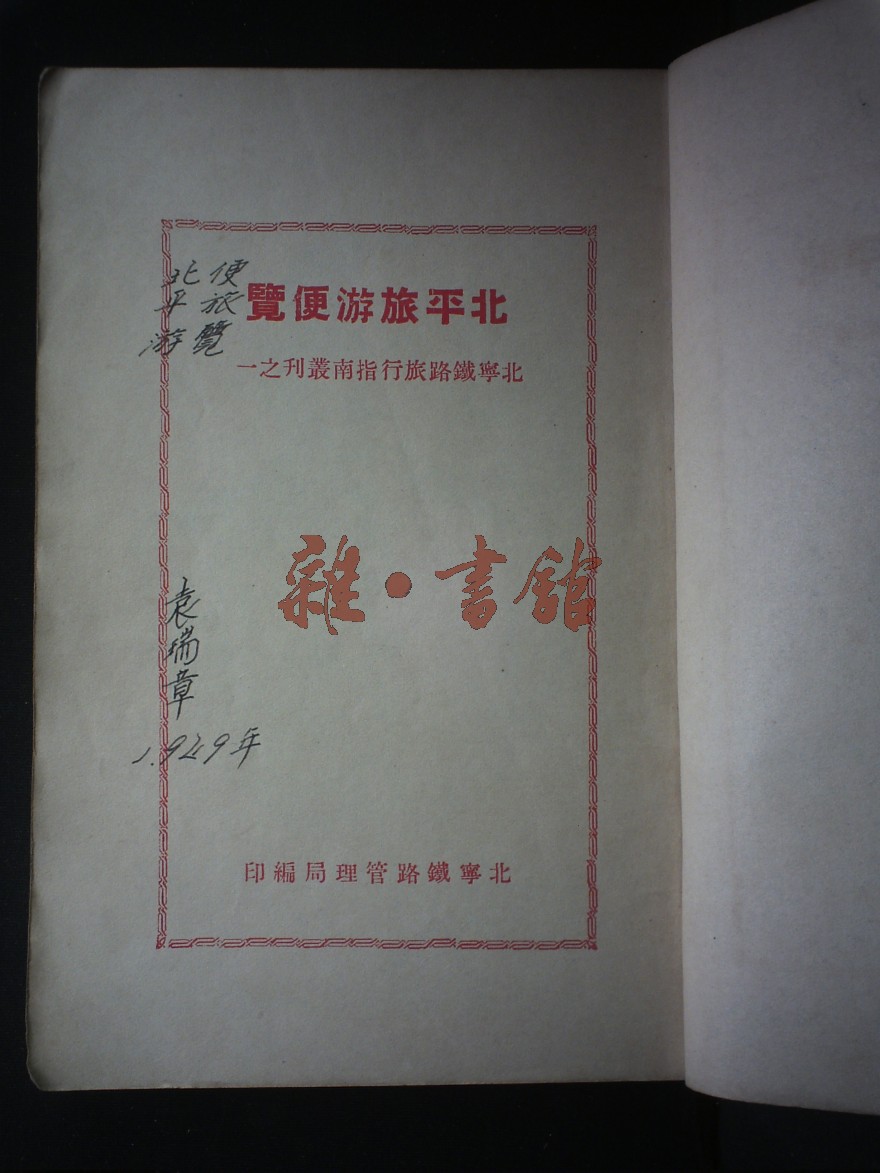 北平旅游便覽
北寧鐵路旅行指南叢刊之一
北便
平旅
游覽
雜·書館
袁瑞章
1.949年
北寧鐵路管理局編印